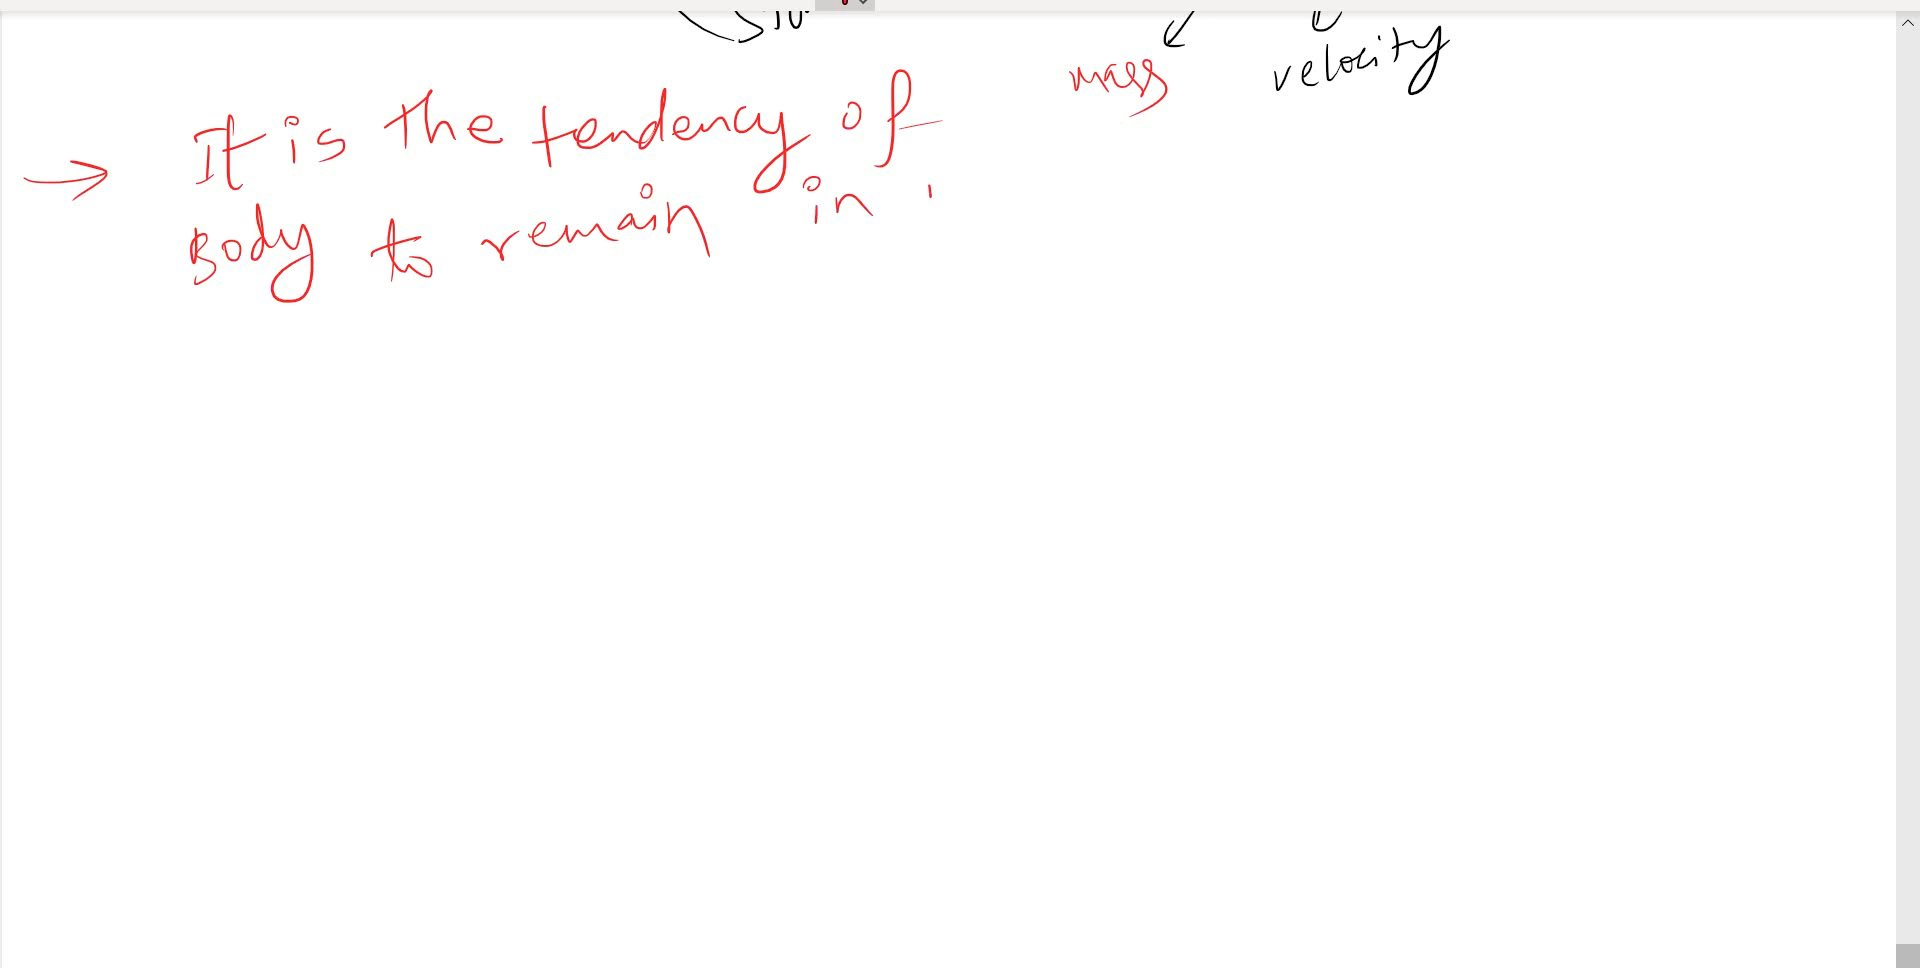 mass velocity
It is the tendency of
Body to remain in